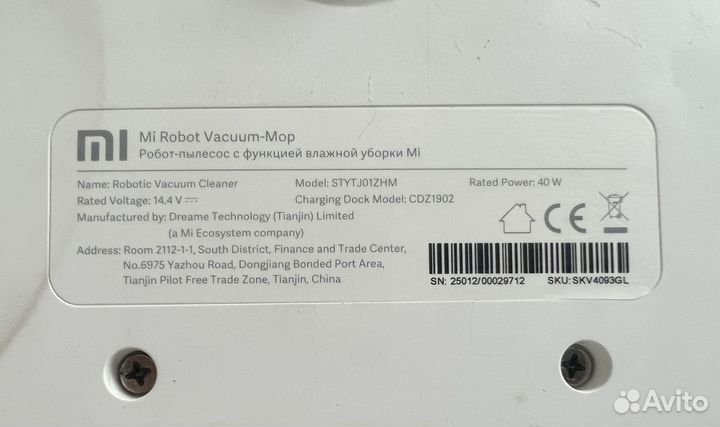 mi
Mi Robot Vacuum-Mop
Робот-пылесос с функцией влажной уборки Mi
Name: Robotic Vacuum Cleaner Model: STYTJ01ZHM Rated Power: 40 W
Rated Voltage: 14.4 V⎓ Charging Dock Model: CDZ1902
Manufactured by: Dreame Technology (Tianjin) Limited
(a Mi Ecosystem company)
Address: Room 2112-1-1, South District, Finance and Trade Center,
No.6975 Yazhou Road, Dongjiang Bonded Port Area,
Tianjin Pilot Free Trade Zone, Tianjin, China
CE
SN: 25012/00029712 SKU: SKV4093GL
Avito